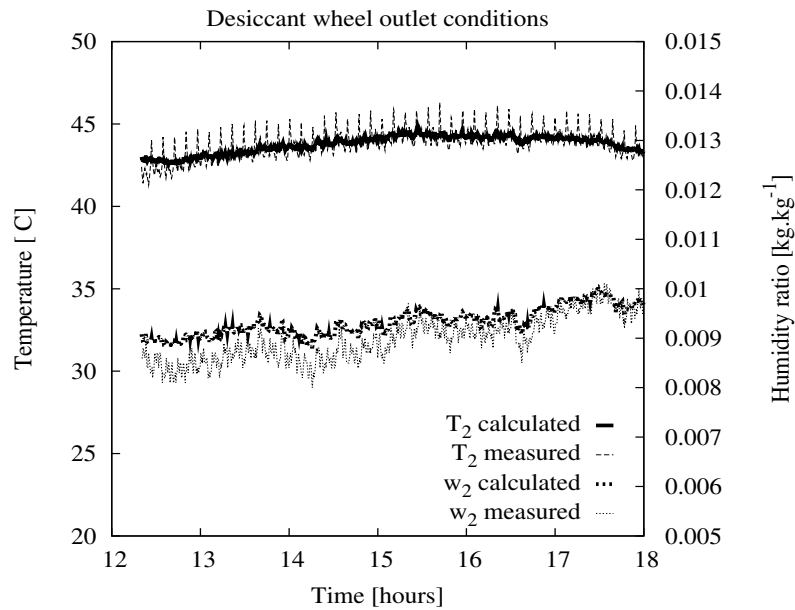 Desiccant wheel outlet conditions
50
45
40
35
30
25
20
0.015
0.014
0.013
0.012
0.011
0.01
0.009
0.008
0.007
0.006
0.005
12 13 14 15 16 17 18
Temperature [ C]
Humidity ratio [kg.kg-1]
Time [hours]
T2 calculated
T2 measured
w2 calculated
w2 measured